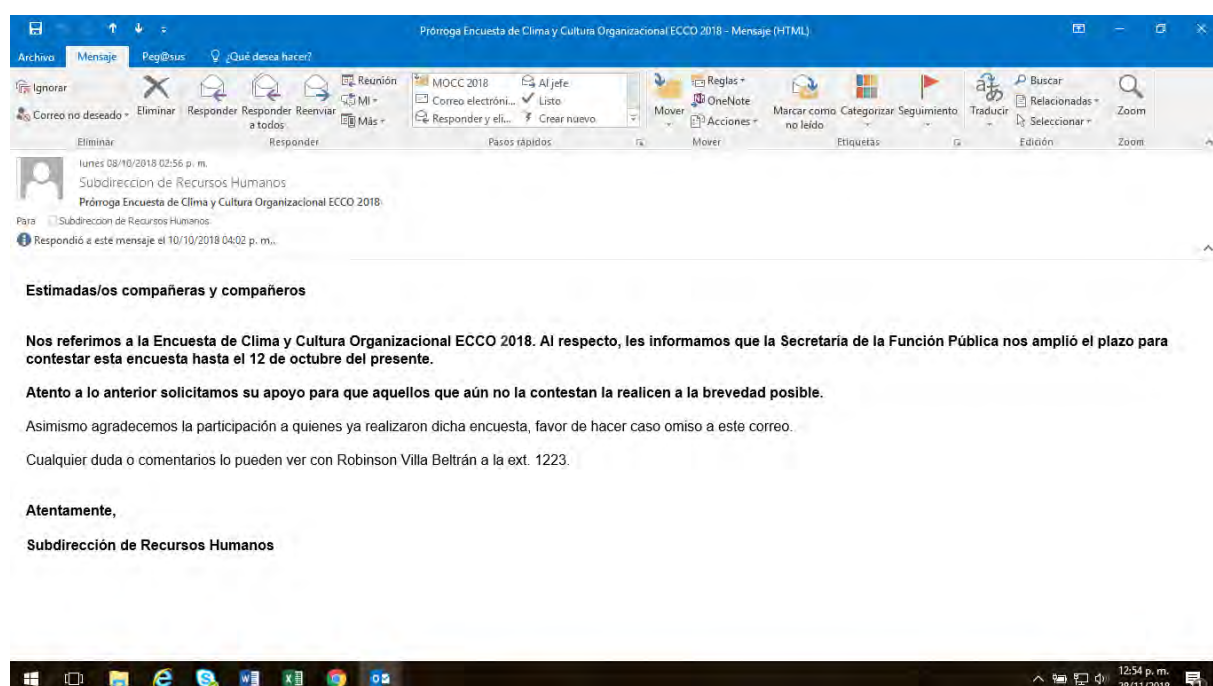 Prórroga Encuesta de Clima y Cultura Organizacional ECCO 2018 - Mensaje (HTML)
Archivo Mensaje Peg@sus ¿Qué desea hacer?
Ignorar
Correo no deseado
Eliminar
Responder
Responder a todos
Reenviar
Reunión
MI
Más
MOCC 2018
Correo electróni...
Responder y eli...
Al jefe
Listo
Crear nuevo
Mover
Reglas
OneNote
Acciones
Marcar como no leído
Categorizar
Seguimiento
Traducir
Buscar
Relacionadas
Seleccionar
Zoom
Eliminar Responder Pasos rápidos Mover Etiquetas Edición Zoom
lunes 08/10/2018 02:56 p. m.
Subdireccion de Recursos Humanos
Prórroga Encuesta de Clima y Cultura Organizacional ECCO 2018
Para Subdireccion de Recursos Humanos
Respondió a este mensaje el 10/10/2018 04:02 p. m..
Estimadas/os compañeras y compañeros
Nos referimos a la Encuesta de Clima y Cultura Organizacional ECCO 2018. Al respecto, les informamos que la Secretaría de la Función Pública nos amplió el plazo para
contestar esta encuesta hasta el 12 de octubre del presente.
Atento a lo anterior solicitamos su apoyo para que aquellos que aún no la contestan la realicen a la brevedad posible.
Asimismo agradecemos la participación a quienes ya realizaron dicha encuesta, favor de hacer caso omiso a este correo.
Cualquier duda o comentarios lo pueden ver con Robinson Villa Beltrán a la ext. 1223.
Atentamente,
Subdirección de Recursos Humanos
12:54 p. m.
28/11/2018